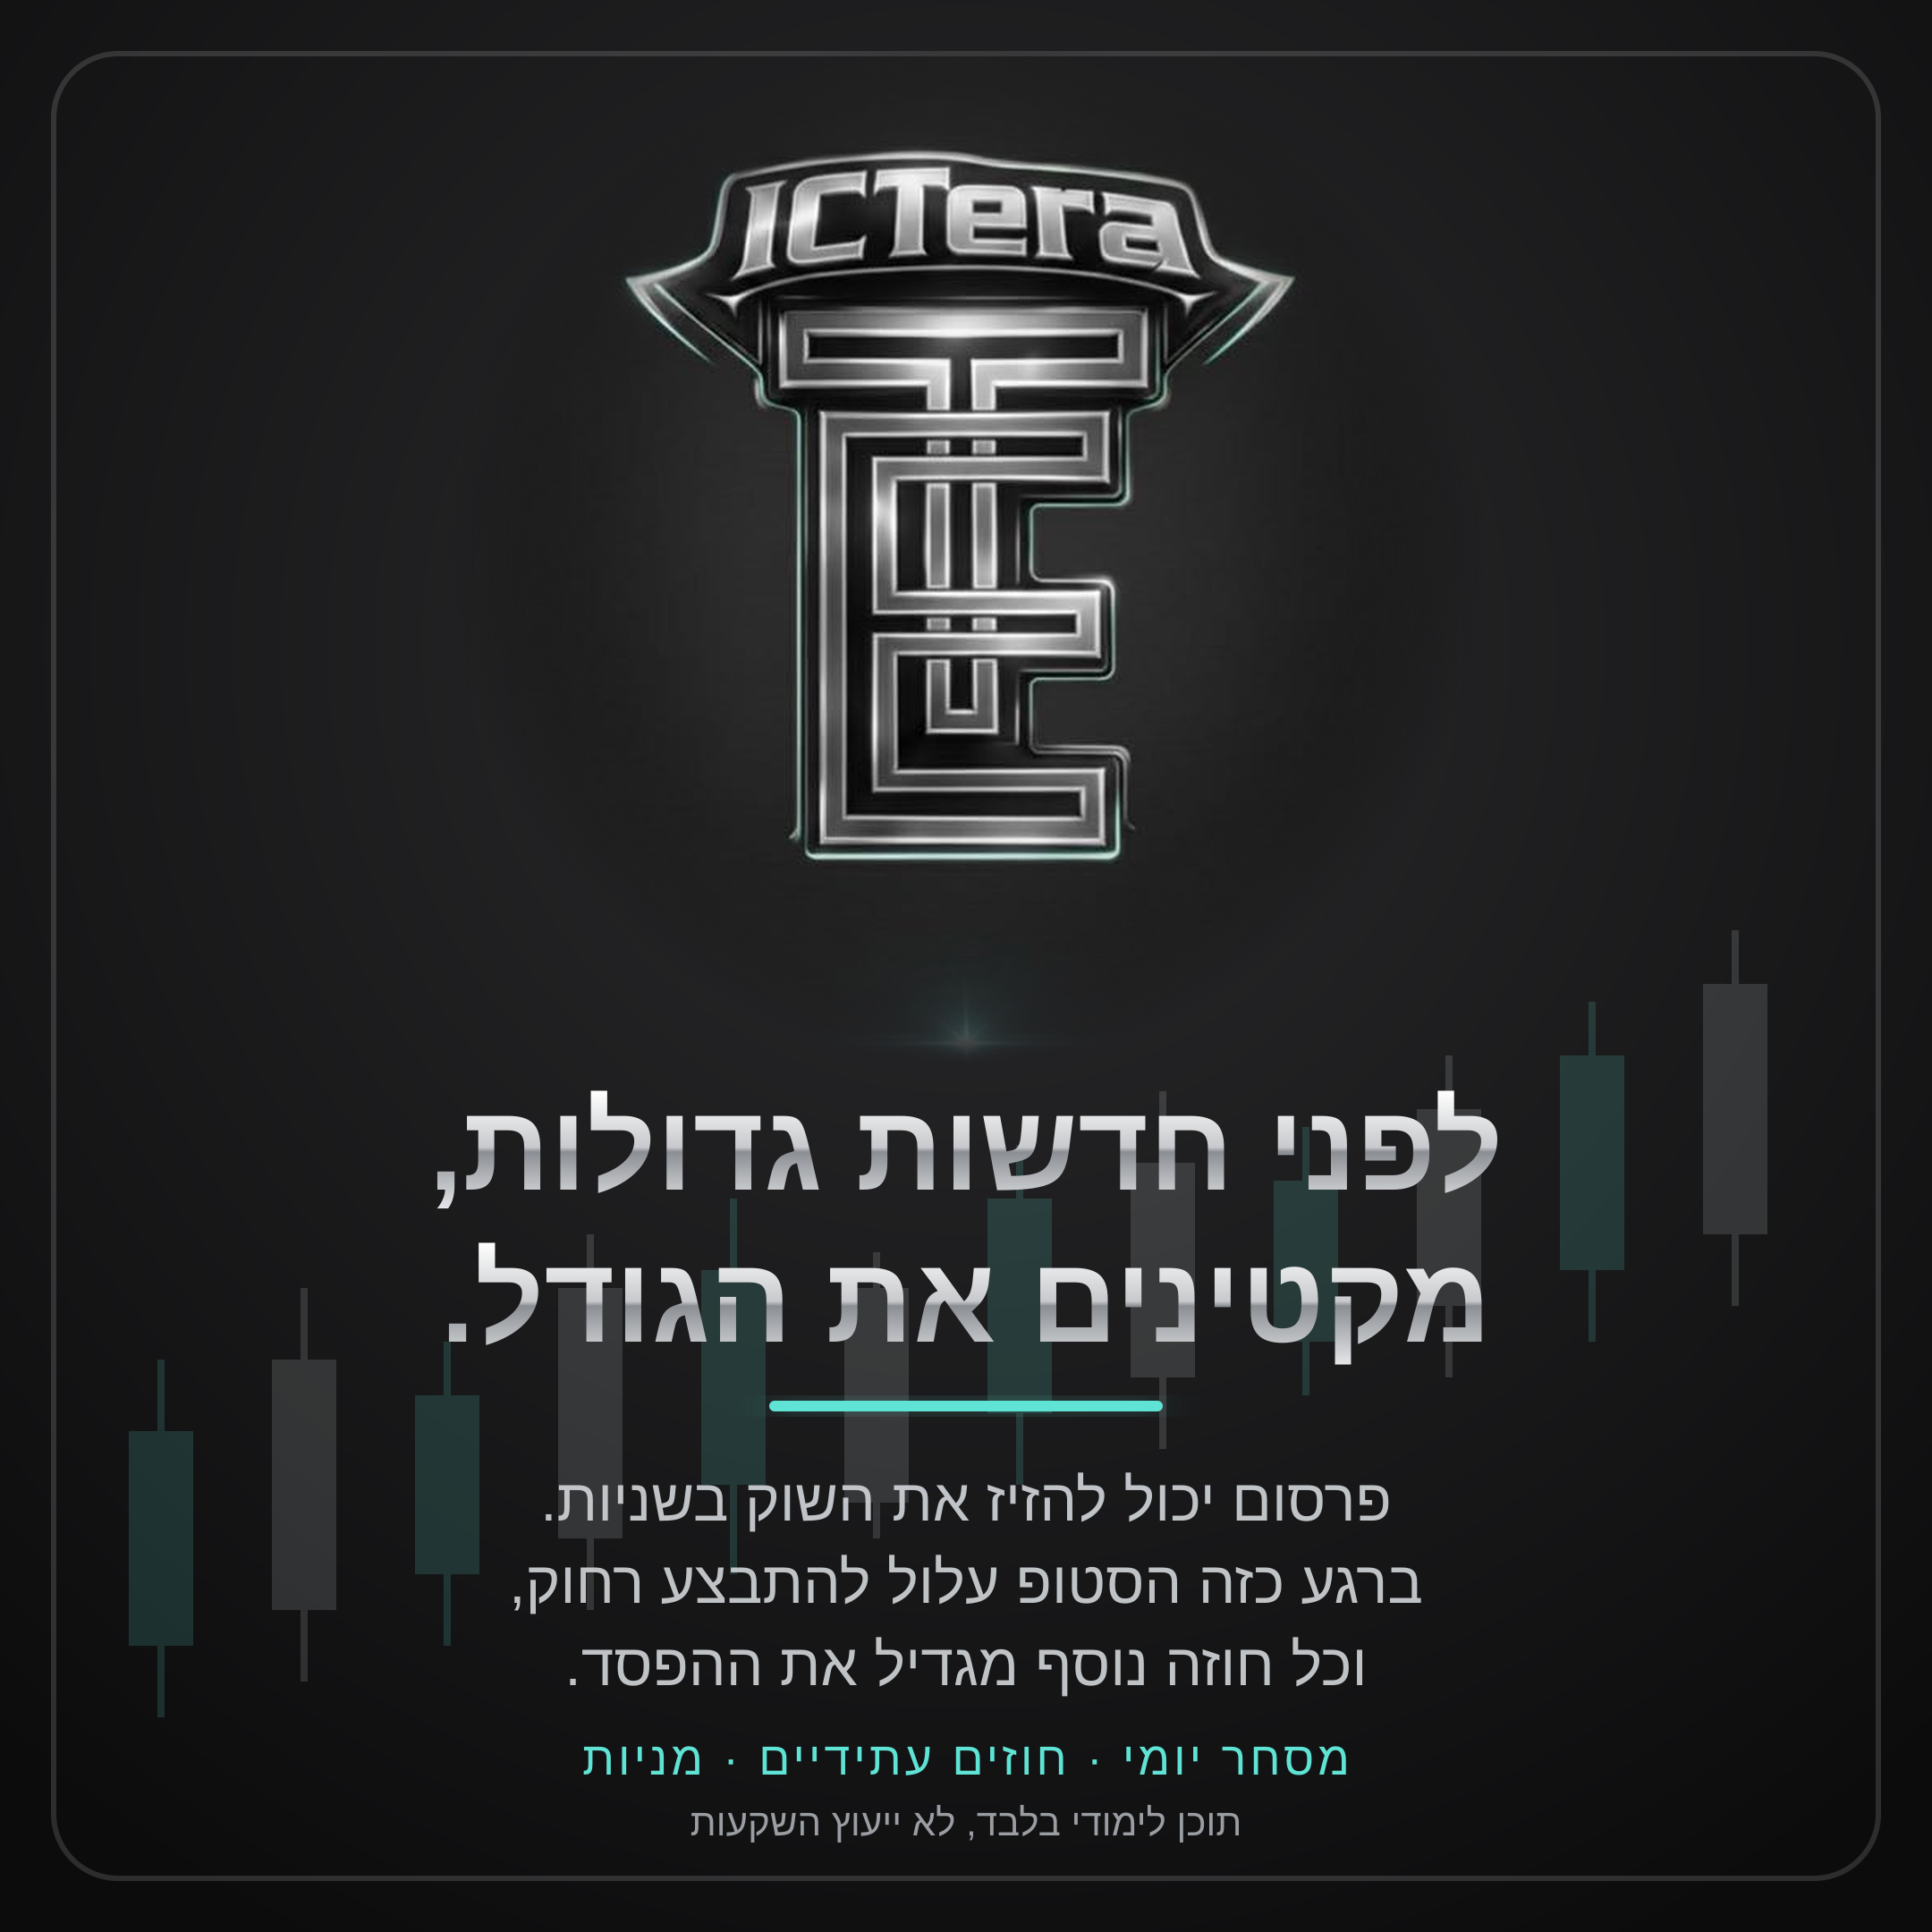 ICTera
TE
לפני חדשות גדולות,
מקטינים את הגודל.
פרסום יכול להזיז את השוק בשניות.
ברגע כזה הסטופ עלול להתבצע רחוק,
וכל חוזה נוסף מגדיל את ההפסד.
מסחר יומי · חוזים עתידיים · מניות
תוכן לימודי בלבד, לא ייעוץ השקעות